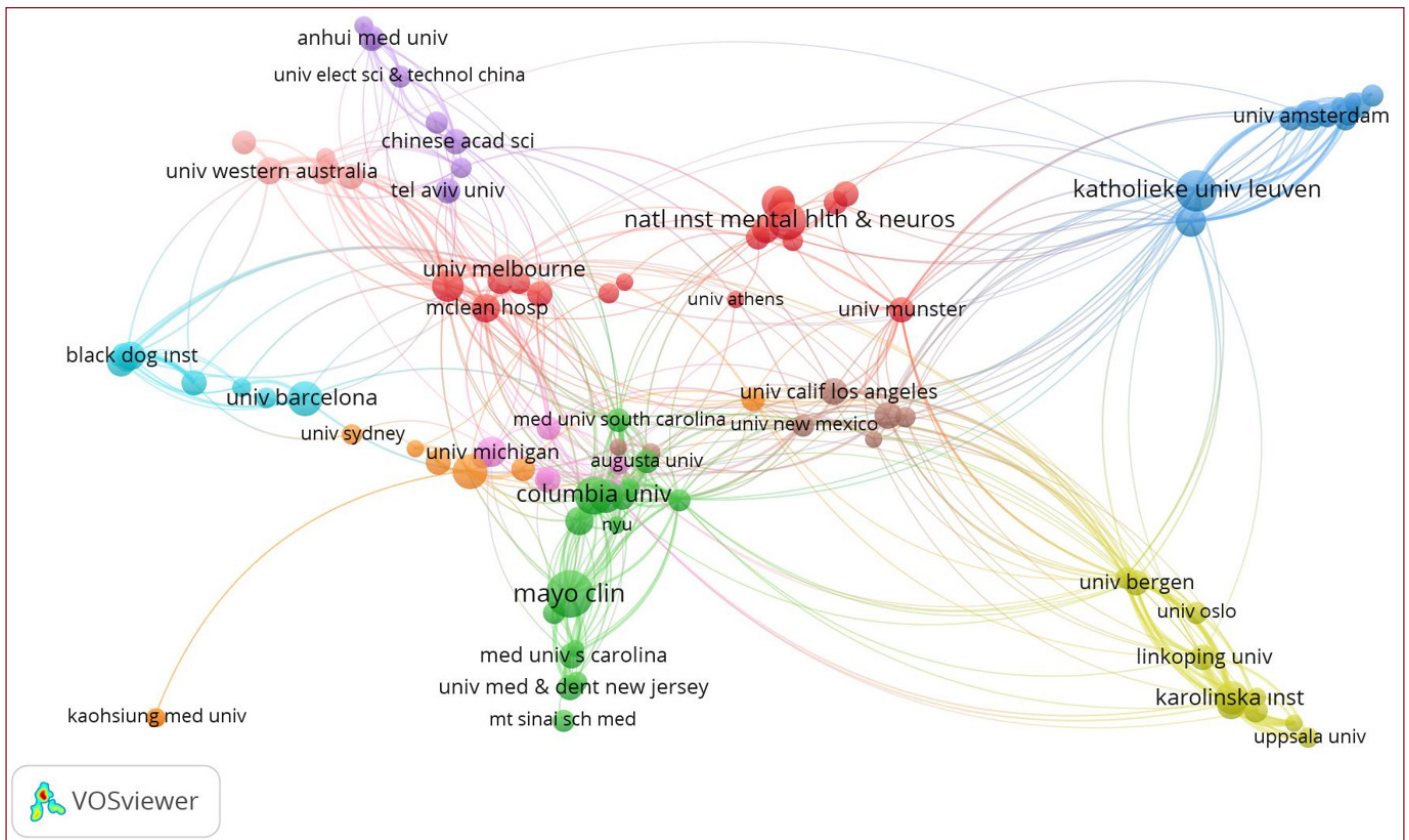 anhui med univ
univ elect sci & technol china
univ amsterdam
chinese acad sci
univ western australia
tel aviv univ
katholieke univ leuven
natl ınst mental hlth & neuros
univ melbourne
univ athens
mclean hosp
univ munster
black dog ınst
univ calif los angeles
univ barcelona
med univ south carolina
univ new mexico
univ sydney
univ michigan
augusta univ
columbia univ
nyu
univ bergen
mayo clin
univ oslo
med univ s carolina
linkoping univ
univ med & dent new jersey
karolinska ınst
kaohsiung med univ
mt sinai sch med
uppsala univ
VOSviewer